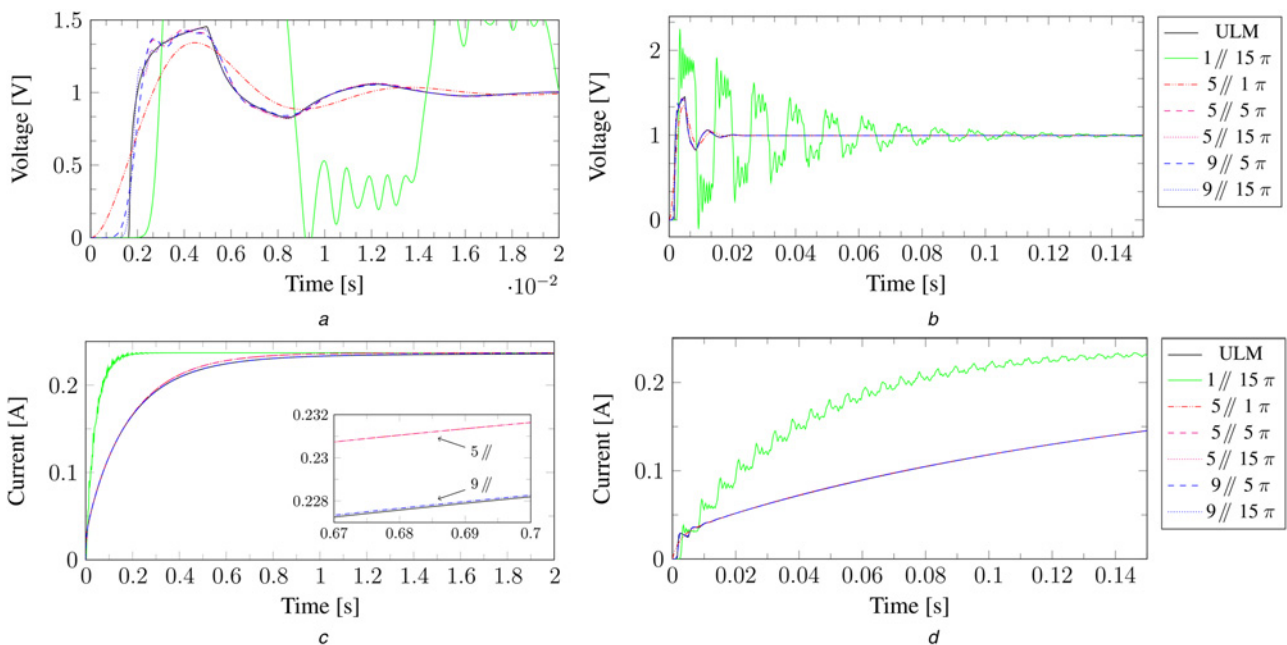 1.5
1
0.5
0
Voltage [V]
0 0.2 0.4 0.6 0.8 1 1.2 1.4 1.6 1.8 2
Time [s]
·10−2
a
2
1
0
Voltage [V]
0 0.02 0.04 0.06 0.08 0.1 0.12 0.14
Time [s]
b
ULM
1// 15 π
5// 1 π
5// 5 π
5// 15 π
9// 5 π
9// 15 π
0.2
0.1
0
Current [A]
0 0.2 0.4 0.6 0.8 1 1.2 1.4 1.6 1.8 2
Time [s]
c
0.232
0.23
0.228
5 //
9 //
0.67 0.68 0.69 0.7
0.2
0.1
0
Current [A]
0 0.02 0.04 0.06 0.08 0.1 0.12 0.14
Time [s]
d
ULM
1// 15 π
5// 1 π
5// 5 π
5// 15 π
9// 5 π
9// 15 π